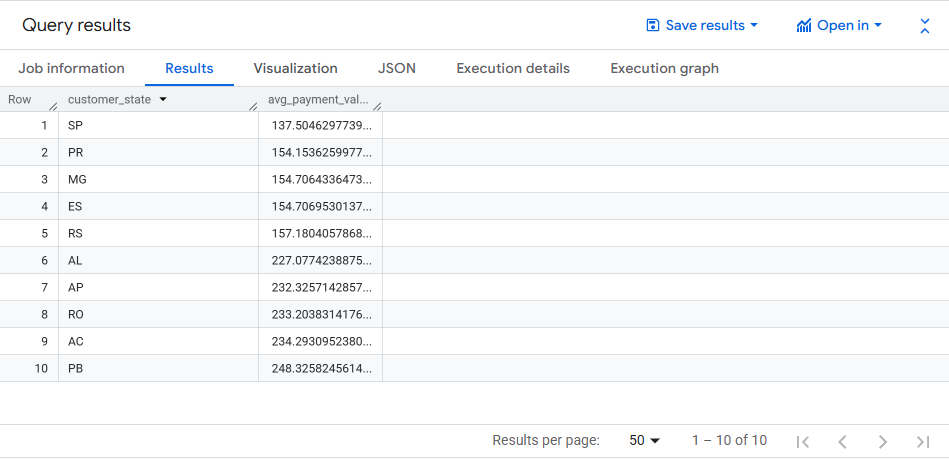 Query results Save results Open in
Job information Results Visualization JSON Execution details Execution graph
Row customer_state avg_payment_val...
1 SP 137.5046297739...
2 PR 154.1536259977...
3 MG 154.7064336473...
4 ES 154.7069530137...
5 RS 157.1804057868...
6 AL 227.0774238875...
7 AP 232.3257142857...
8 RO 233.2038314176...
9 AC 234.2930952380...
10 PB 248.3258245614...
Results per page: 50 1 – 10 of 10